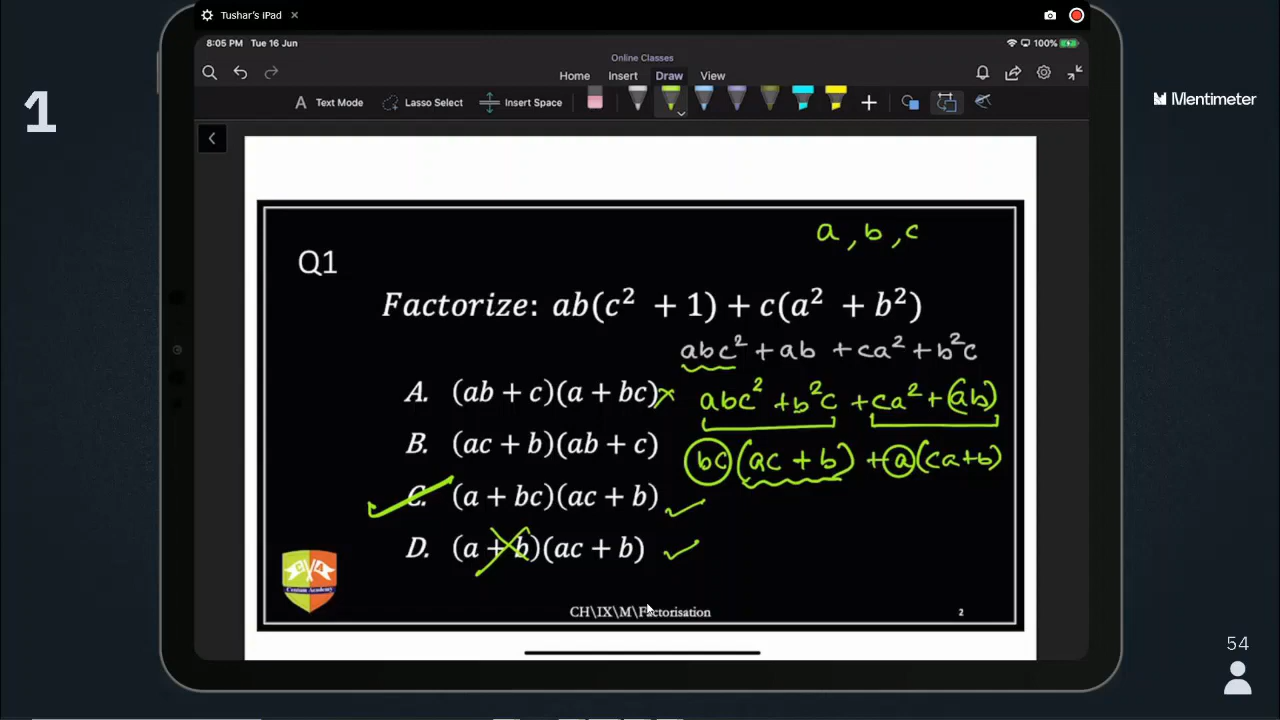 Tushar's iPad ×
8:05 PM Tue 16 Jun
100%
Online Classes
Home Insert Draw View
A Text Mode Lasso Select Insert Space
1
Mentimeter
a, b, c
Q1
Factorize: ab(c² + 1) + c(a² + b²)
abc² + ab + ca² + b²c
A. (ab + c)(a + bc) ×
abc² + b²c + ca² + (ab)
B. (ac + b)(ab + c)
bc (ac + b) + a (ca+b)
C. (a + bc)(ac + b) ✓
D. (a + b)(ac + b) ✓
Centum Academy
CH\IX\M\Factorisation
2
54